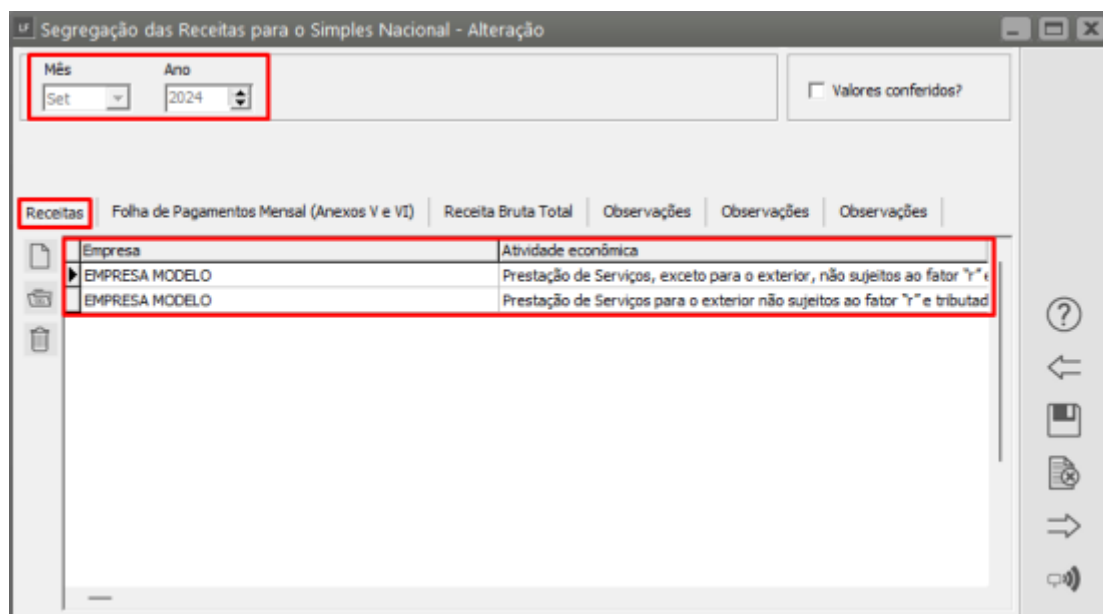 LF Segregação das Receitas para o Simples Nacional - Alteração
Mês Ano
Set 2024 Valores conferidos?
Receitas Folha de Pagamentos Mensal (Anexos V e VI) Receita Bruta Total Observações Observações Observações
Empresa Atividade econômica
EMPRESA MODELO Prestação de Serviços, exceto para o exterior, não sujeitos ao fator "r" e
EMPRESA MODELO Prestação de Serviços para o exterior não sujeitos ao fator "r" e tributad